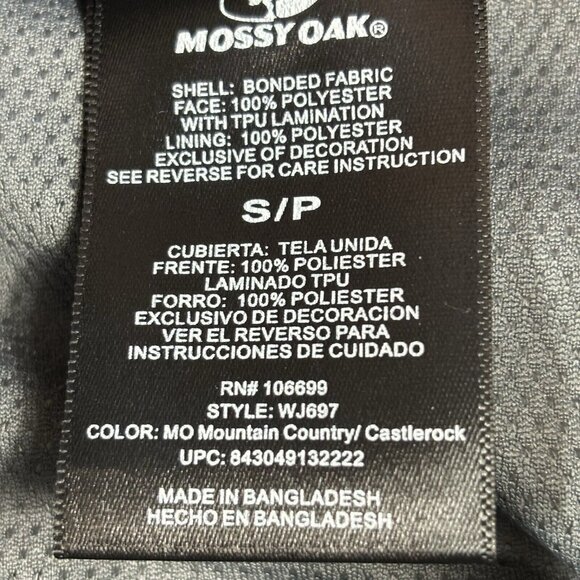 MOSSY OAK®
SHELL: BONDED FABRIC
FACE: 100% POLYESTER
WITH TPU LAMINATION
LINING: 100% POLYESTER
EXCLUSIVE OF DECORATION
SEE REVERSE FOR CARE INSTRUCTION
S/P
CUBIERTA: TELA UNIDA
FRENTE: 100% POLIESTER
LAMINADO TPU
FORRO: 100% POLIESTER
EXCLUSIVO DE DECORACION
VER EL REVERSO PARA
INSTRUCCIONES DE CUIDADO
RN# 106699
STYLE: WJ697
COLOR: MO Mountain Country/ Castlerock
UPC: 843049132222
MADE IN BANGLADESH
HECHO EN BANGLADESH